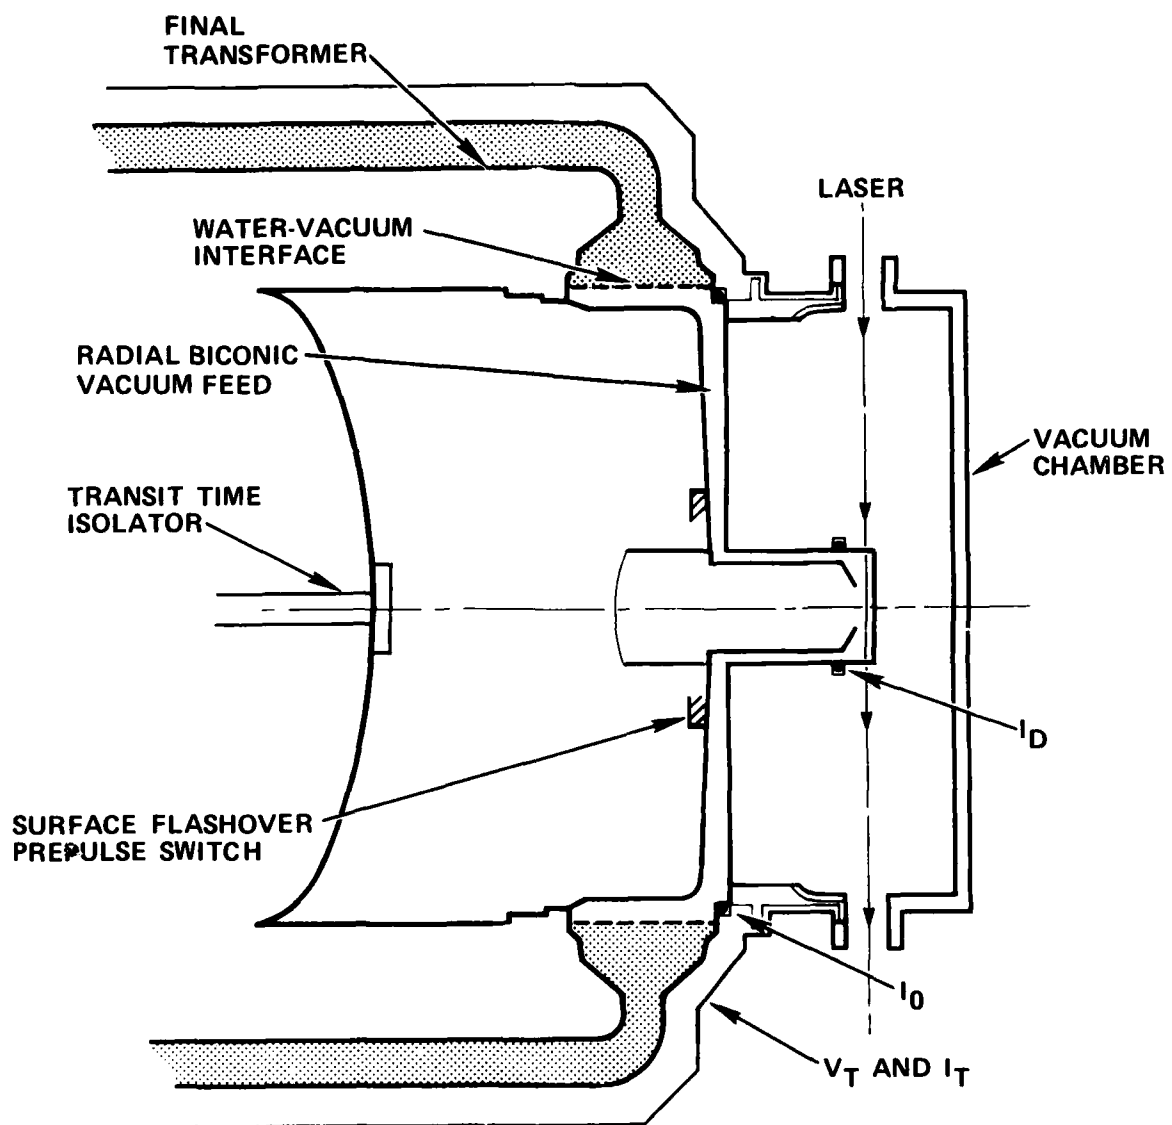 FINAL
TRANSFORMER
LASER
WATER-VACUUM
INTERFACE
RADIAL BICONIC
VACUUM FEED
VACUUM
CHAMBER
TRANSIT TIME
ISOLATOR
I_D
SURFACE FLASHOVER
PREPULSE SWITCH
I_0
V_T AND I_T